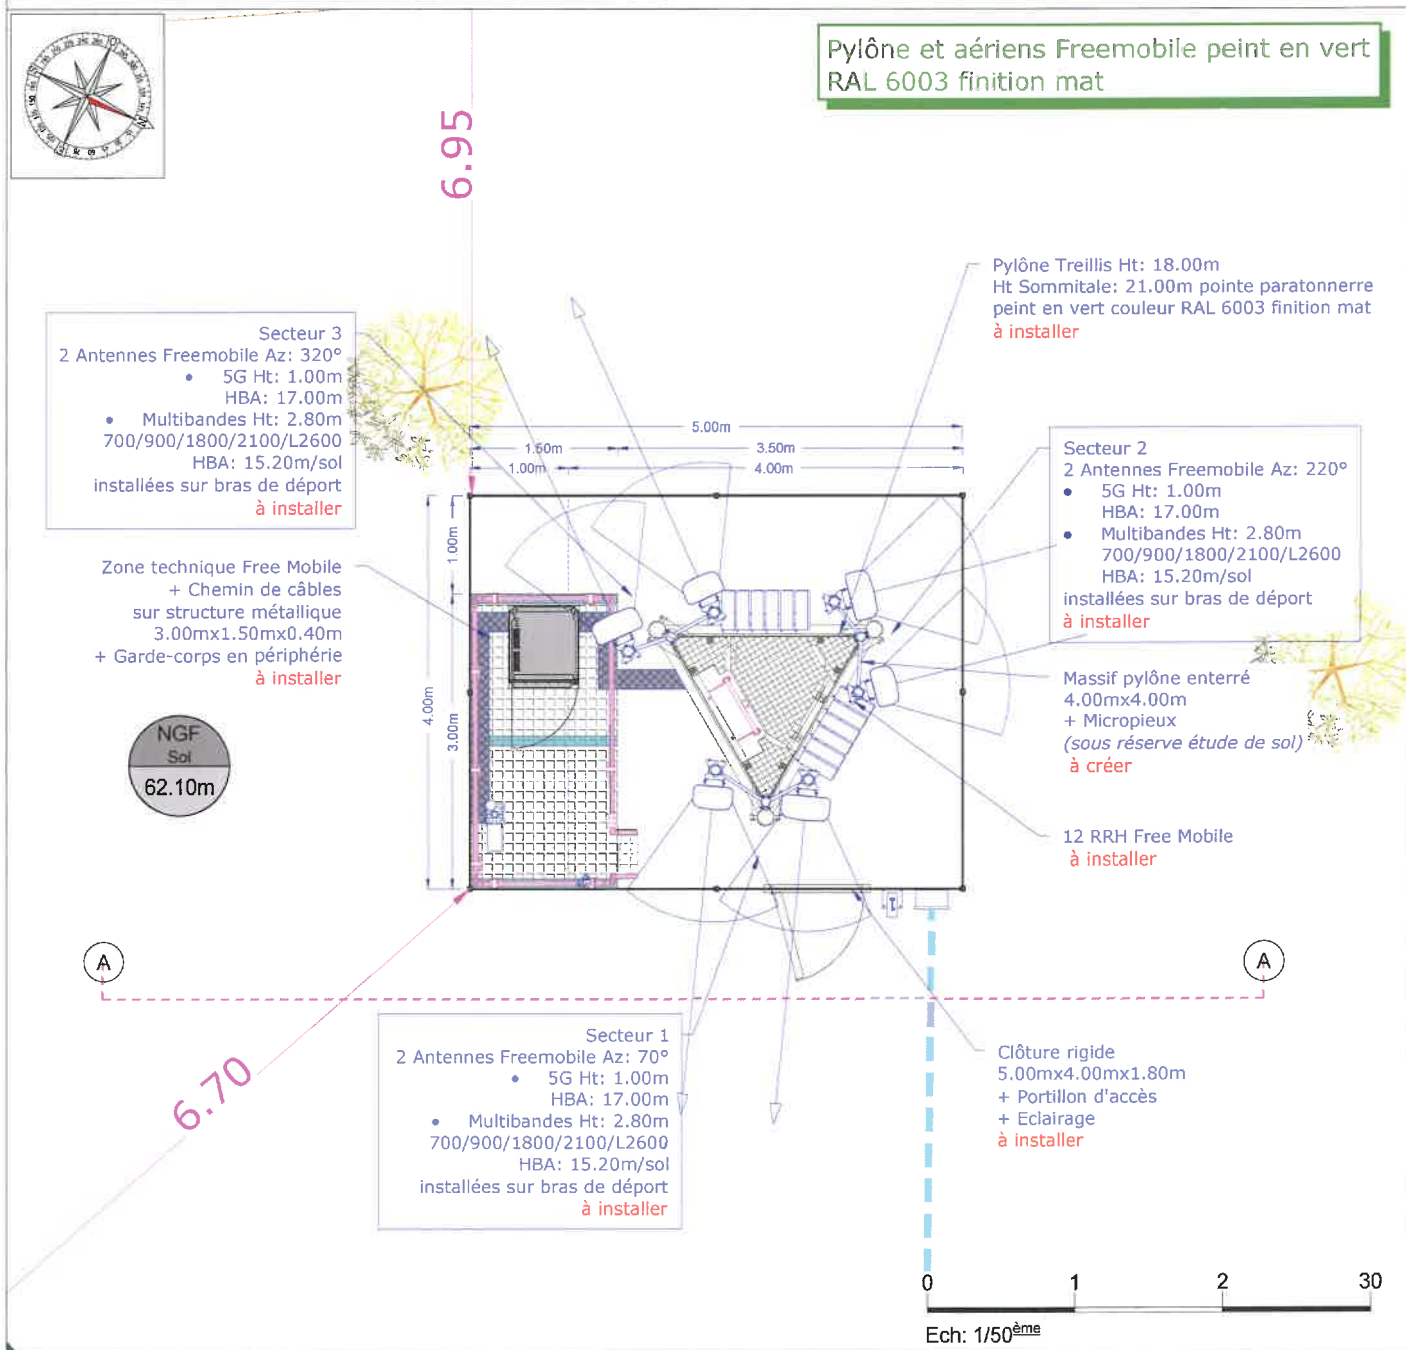 Pylône et aériens Freemobile peint en vert
RAL 6003 finition mat
6.95
Pylône Treillis Ht: 18.00m
Ht Sommitale: 21.00m pointe paratonnerre
peint en vert couleur RAL 6003 finition mat
à installer
Secteur 3
2 Antennes Freemobile Az: 320°
• 5G Ht: 1.00m
HBA: 17.00m
• Multibandes Ht: 2.80m
700/900/1800/2100/L2600
HBA: 15.20m/sol
installées sur bras de déport
à installer
5.00m
1.50m
3.50m
1.00m
4.00m
Secteur 2
2 Antennes Freemobile Az: 220°
• 5G Ht: 1.00m
HBA: 17.00m
• Multibandes Ht: 2.80m
700/900/1800/2100/L2600
HBA: 15.20m/sol
installées sur bras de déport
à installer
1.00m
4.00m
3.00m
Zone technique Free Mobile
+ Chemin de câbles
sur structure métallique
3.00mx1.50mx0.40m
+ Garde-corps en périphérie
à installer
NGF
Sol
62.10m
Massif pylône enterré
4.00mx4.00m
+ Micropieux
(sous réserve étude de sol)
à créer
12 RRH Free Mobile
à installer
A
A
6.70
Secteur 1
2 Antennes Freemobile Az: 70°
• 5G Ht: 1.00m
HBA: 17.00m
• Multibandes Ht: 2.80m
700/900/1800/2100/L2600
HBA: 15.20m/sol
installées sur bras de déport
à installer
Clôture rigide
5.00mx4.00mx1.80m
+ Portillon d'accès
+ Eclairage
à installer
0 1 2 30
Ech: 1/50ème